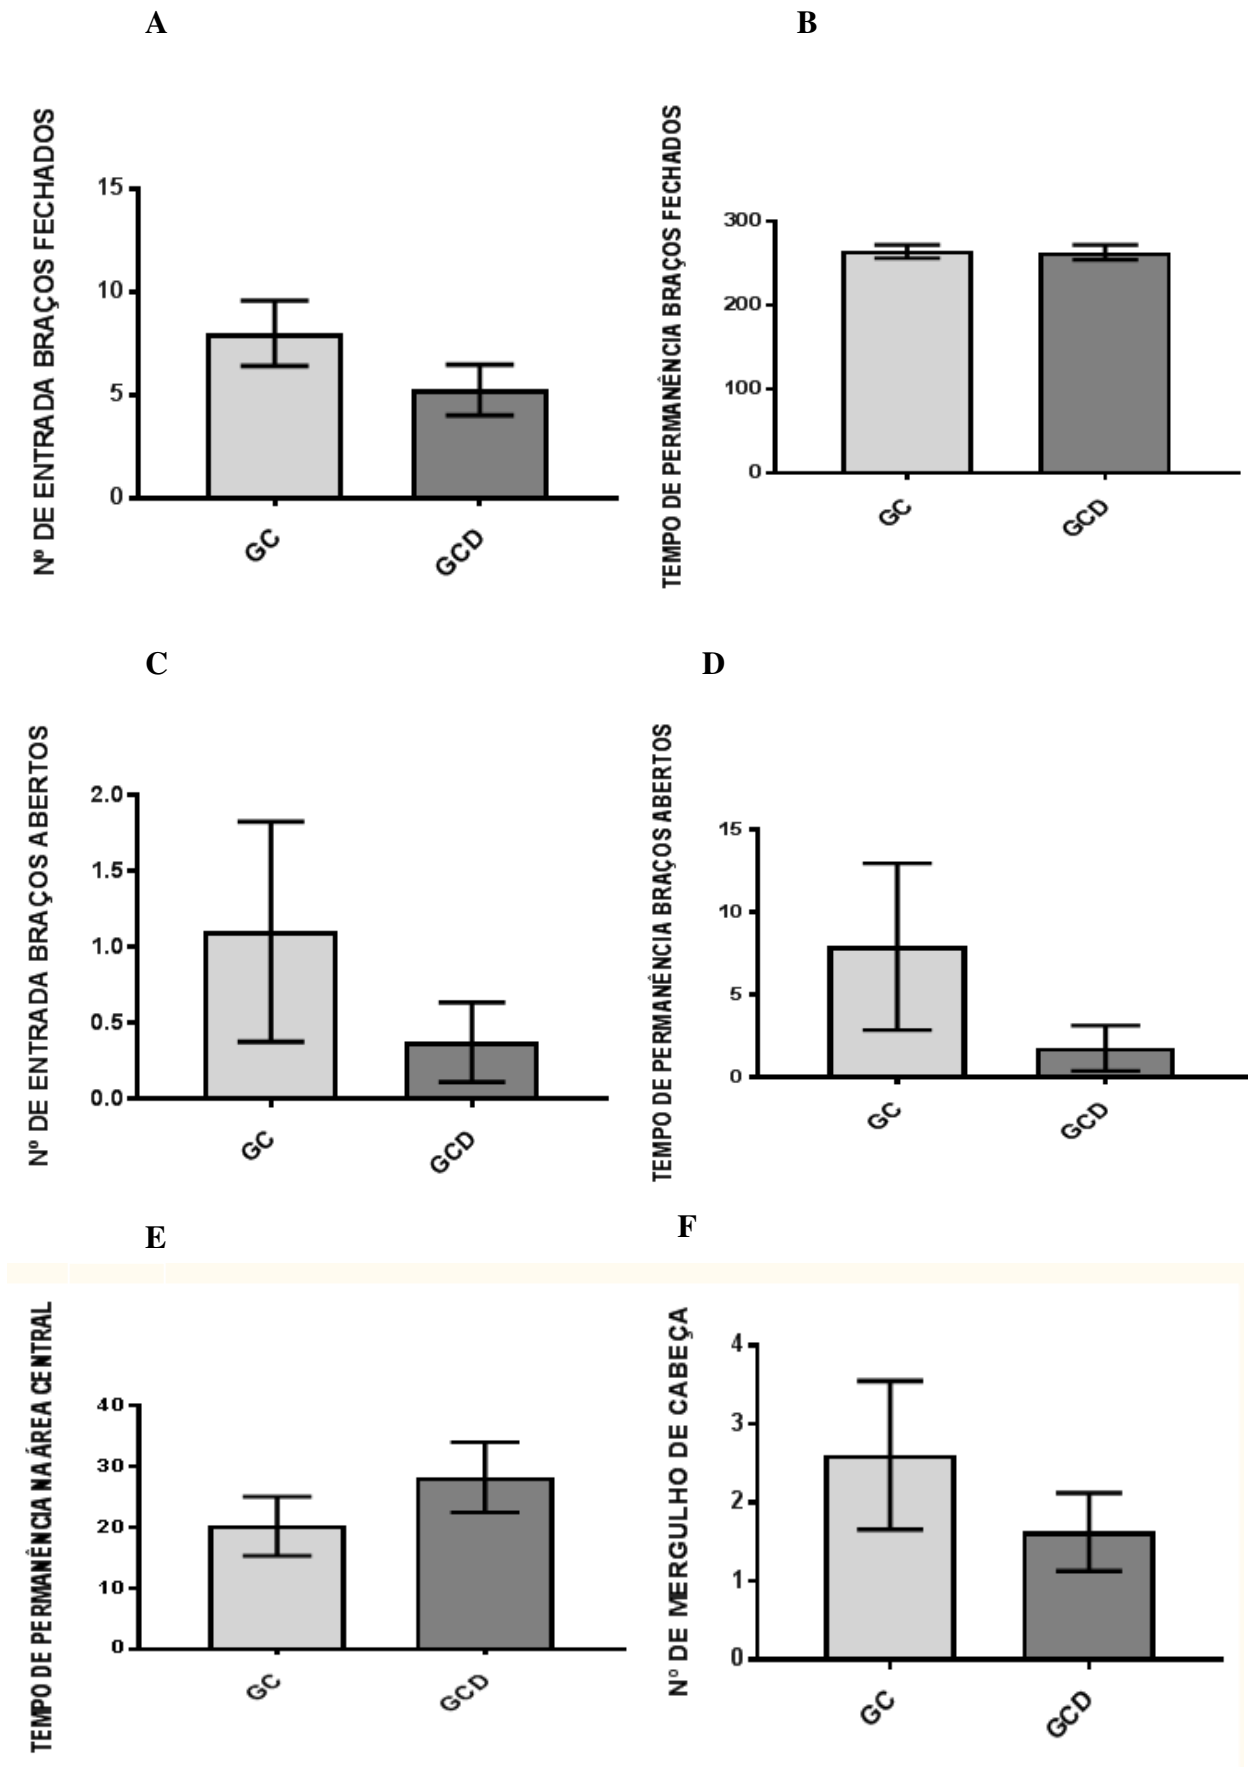 A
B
Nº DE ENTRADA BRAÇOS FECHADOS
15
10
5
0
GC
GCD
TEMPO DE PERMANÊNCIA BRAÇOS FECHADOS
300
200
100
0
GC
GCD
C
D
Nº DE ENTRADA BRAÇOS ABERTOS
2.0
1.5
1.0
0.5
0.0
GC
GCD
TEMPO DE PERMANÊNCIA BRAÇOS ABERTOS
15
10
5
0
GC
GCD
E
F
TEMPO DE PERMANÊNCIA NA ÁREA CENTRAL
40
30
20
10
0
GC
GCD
Nº DE MERGULHO DE CABEÇA
4
3
2
1
0
GC
GCD